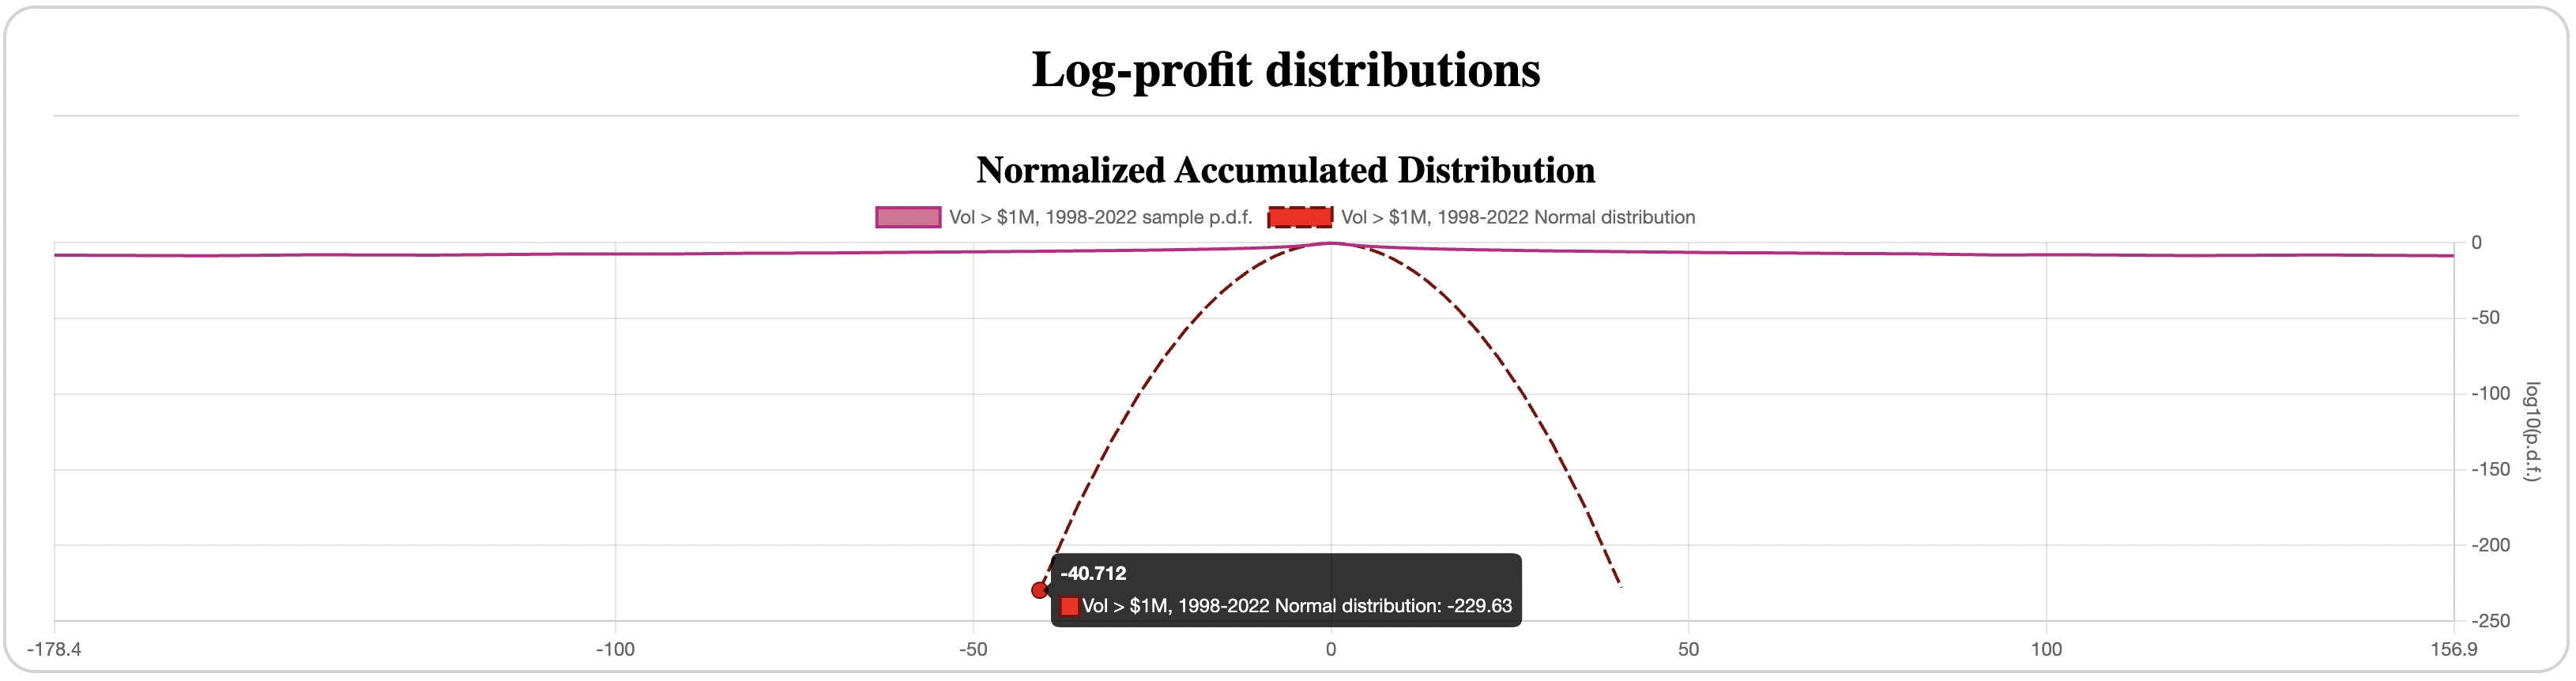 Log-profit distributions
Normalized Accumulated Distribution
Vol > $1M, 1998-2022 sample p.d.f. Vol > $1M, 1998-2022 Normal distribution
0
-50
-100
-150
-200
-250
log10(p.d.f.)
-40.712
Vol > $1M, 1998-2022 Normal distribution: -229.63
-178.4 -100 -50 0 50 100 156.9